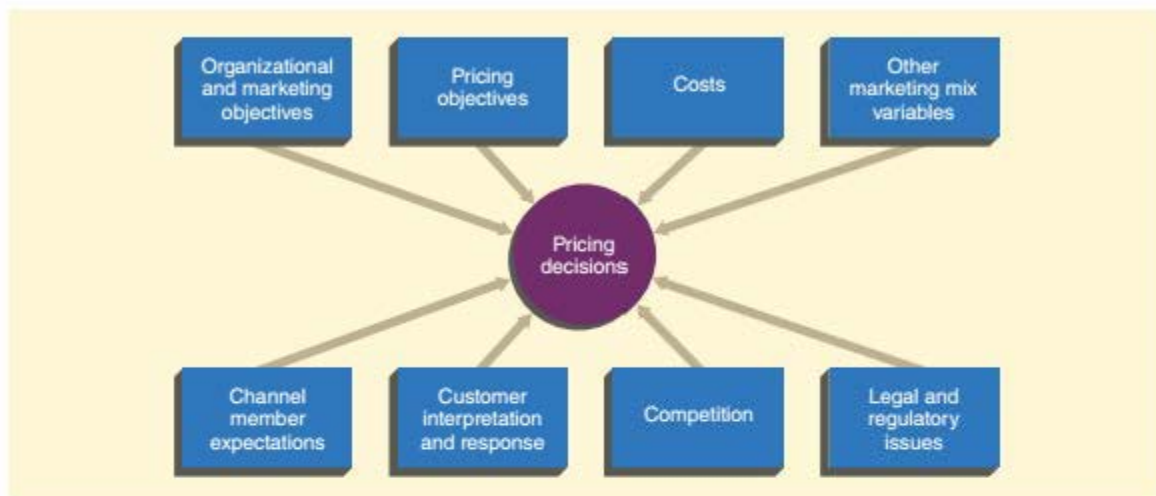 Organizational
and marketing
objectives
Pricing
objectives
Costs
Other
marketing mix
variables
Pricing
decisions
Channel
member
expectations
Customer
interpretation
and response
Competition
Legal and
regulatory
issues